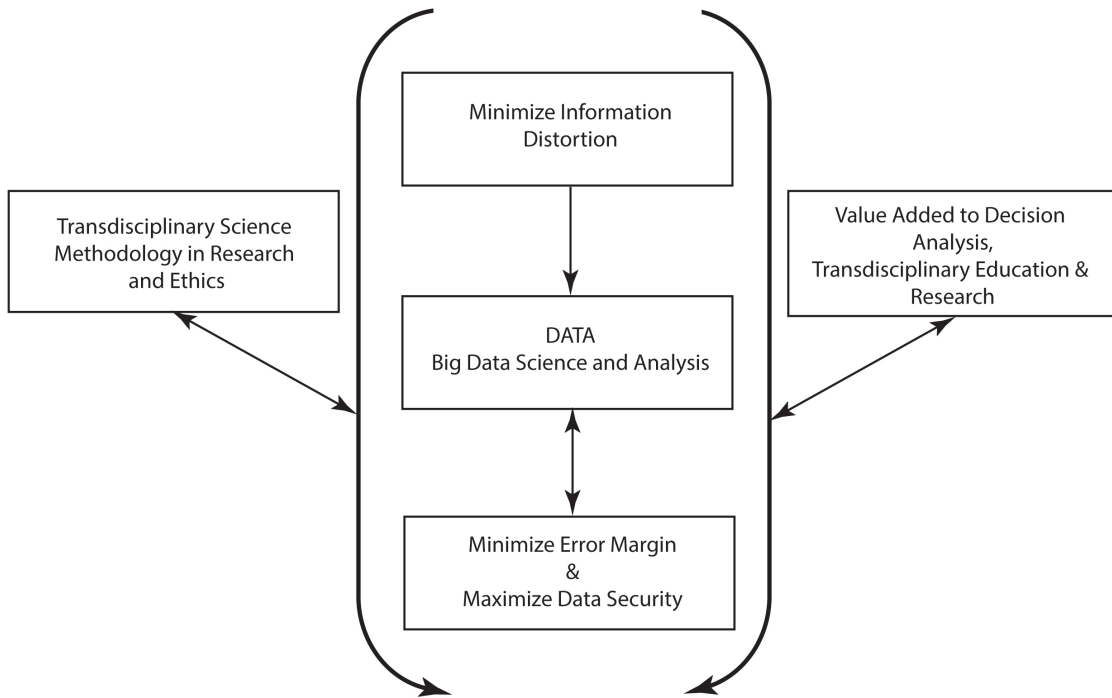 Minimize Information
Distortion
Transdisciplinary Science
Methodology in Research
and Ethics
Value Added to Decision
Analysis,
Transdisciplinary Education &
Research
DATA
Big Data Science and Analysis
Minimize Error Margin
&
Maximize Data Security